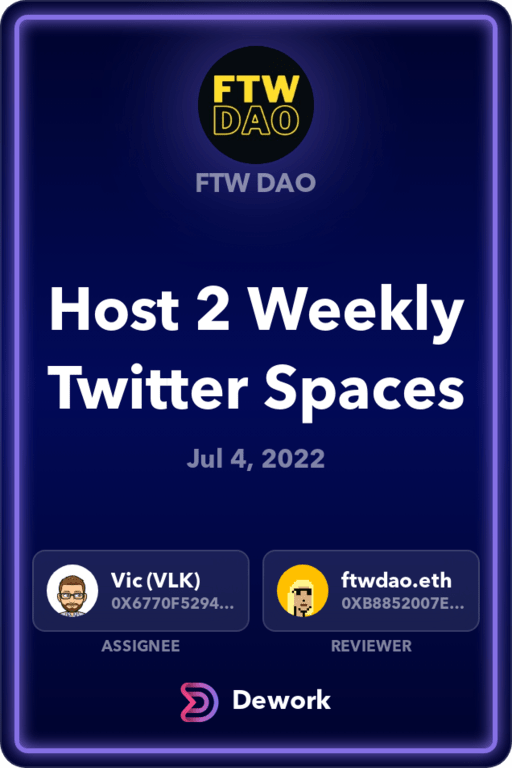 FTW
DAO
FTW DAO
Host 2 Weekly
Twitter Spaces
Jul 4, 2022
Vic (VLK)
0X6770F5294...
ASSIGNEE
ftwdao.eth
0XB8852007E...
REVIEWER
Dework